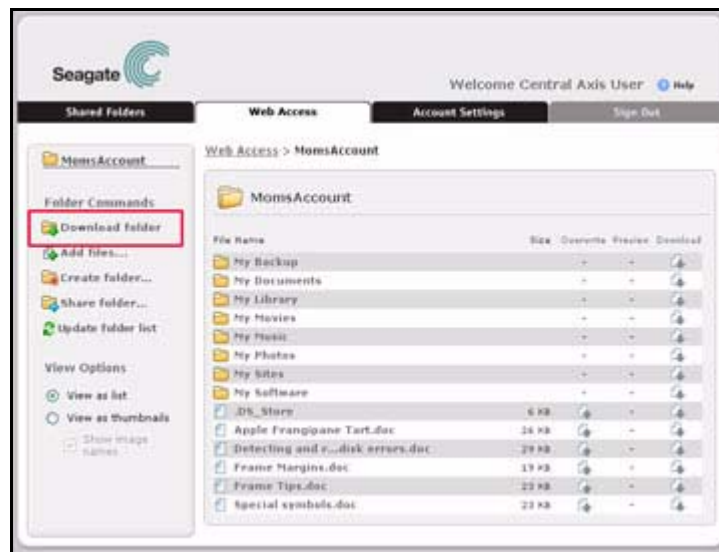 Seagate
Welcome Central Axis User Help
Shared Folders Web Access Account Settings Sign Out
MomsAccount
Folder Commands
Download folder
Add files...
Create folder...
Share folder...
Update folder list
View Options
View as list
View as thumbnails
Show image names
Web Access > MomsAccount
MomsAccount
File Name Size Overwrite Preview Download
My Backup - -
My Documents - -
My Library - -
My Movies - -
My Music - -
My Photos - -
My Sites - -
My Software - -
.DS_Store 6 KB -
Apple Frangipane Tart.doc 26 KB -
Detecting and r...disk errors.doc 29 KB -
Frame Margins.doc 19 KB -
Frame Tips.doc 23 KB -
Special symbols.doc 23 KB -